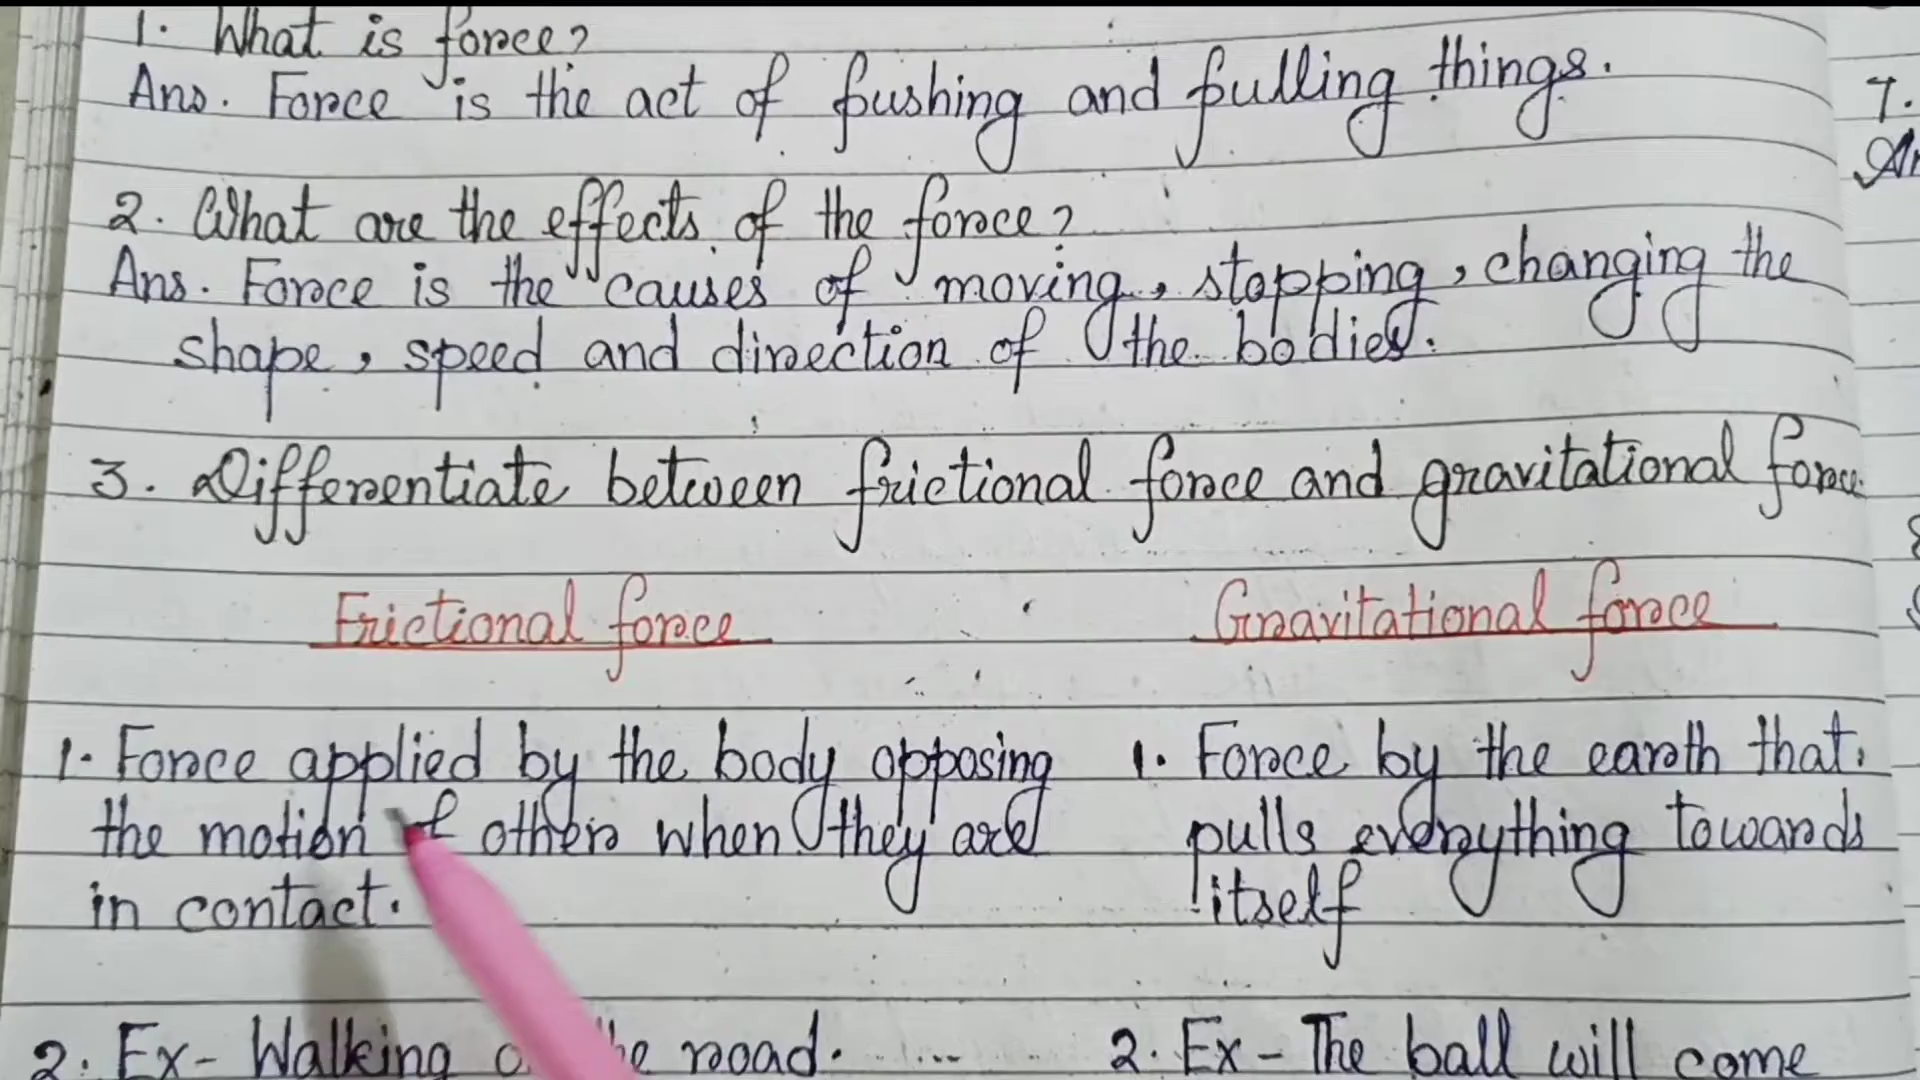 1. What is force?
Ans. Force is the act of pushing and pulling things.
2. What are the effects of the force?
Ans. Force is the causes of moving, stopping, changing the
shape, speed and direction of the bodies.
3. Differentiate between frictional force and gravitational force
Frictional force
Gravitational force
1. Force applied by the body opposing
the motion of others when they are
in contact.
1. Force by the earth that
pulls everything towards
itself
2. Ex- Walking road.
2. Ex- The ball will come
7.